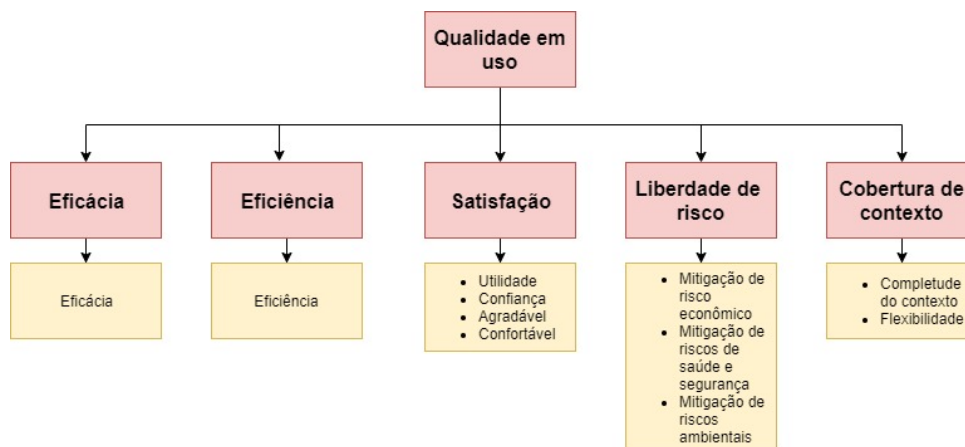 Qualidade em
uso
Eficácia
Eficiência
Satisfação
Liberdade de
risco
Cobertura de
contexto
Eficácia
Eficiência
• Utilidade
• Confiança
• Agradável
• Confortável
• Mitigação de
risco
econômico
• Mitigação de
riscos de
saúde e
segurança
• Mitigação de
riscos
ambientais
• Completude
do contexto
• Flexibilidade